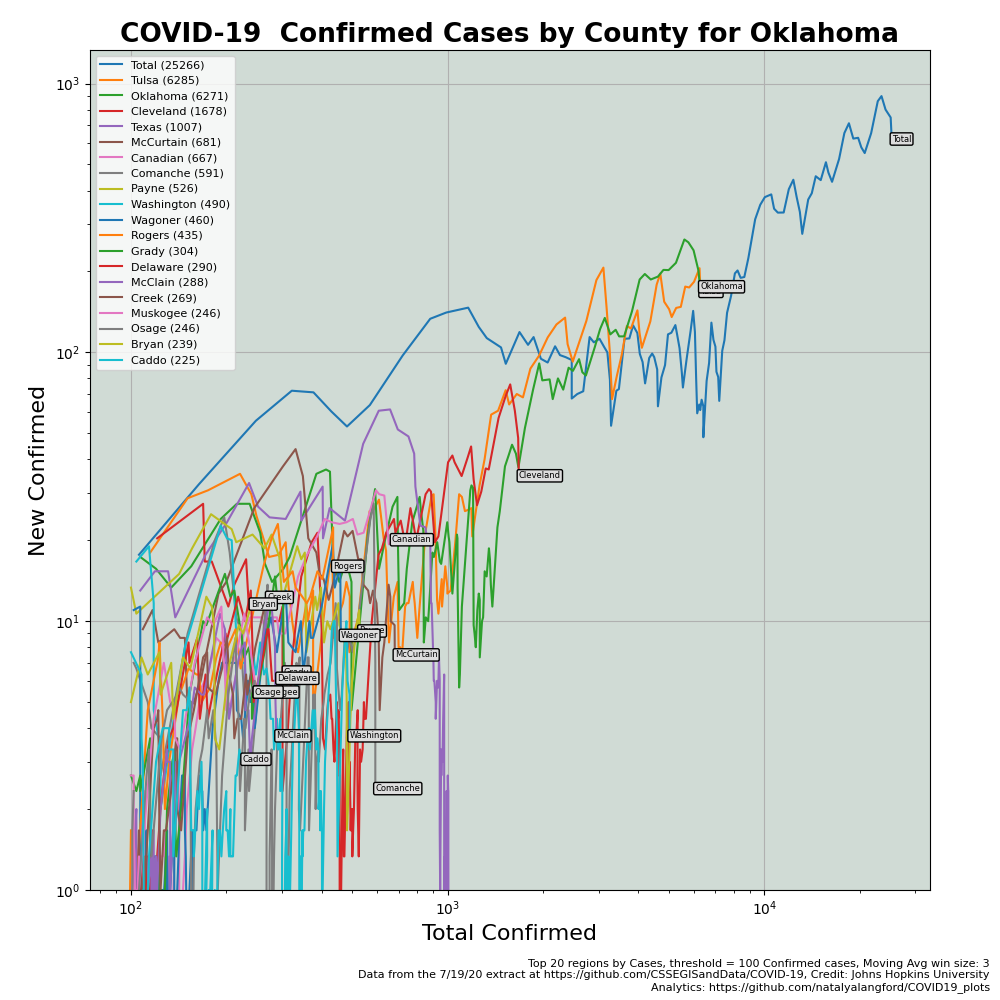 COVID-19  Confirmed Cases by County for Oklahoma
Total (25266)
Tulsa (6285)
Oklahoma (6271)
Cleveland (1678)
Texas (1007)
McCurtain (681)
Canadian (667)
Comanche (591)
Payne (526)
Washington (490)
Wagoner (460)
Rogers (435)
Grady (304)
Delaware (290)
McClain (288)
Creek (269)
Muskogee (246)
Osage (246)
Bryan (239)
Caddo (225)
10³
10²
10¹
10⁰
New Confirmed
Total
Oklahoma
Cleveland
Canadian
Rogers
Creek
Bryan
Wagoner
McCurtain
Grady
Delaware
Osage
McClain
Washington
Caddo
Comanche
10²
10³
10⁴
Total Confirmed
Top 20 regions by Cases, threshold = 100 Confirmed cases, Moving Avg win size: 3
Data from the 7/19/20 extract at https://github.com/CSSEGISandData/COVID-19, Credit: Johns Hopkins University
Analytics: https://github.com/natalyalangford/COVID19_plots